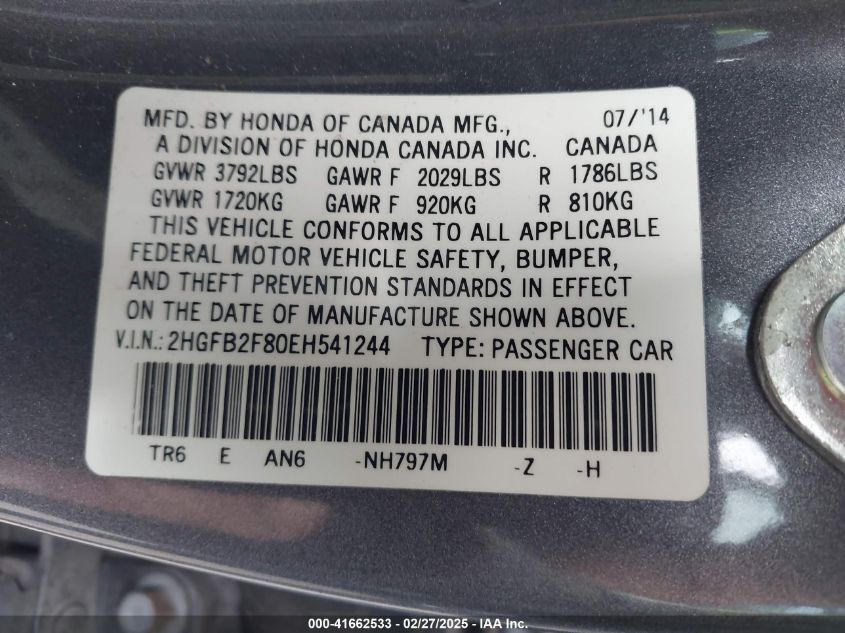 MFD. BY HONDA OF CANADA MFG., 07/'14
A DIVISION OF HONDA CANADA INC. CANADA
GVWR 3792LBS GAWR F 2029LBS R 1786LBS
GVWR 1720KG GAWR F 920KG R 810KG
THIS VEHICLE CONFORMS TO ALL APPLICABLE
FEDERAL MOTOR VEHICLE SAFETY, BUMPER,
AND THEFT PREVENTION STANDARDS IN EFFECT
ON THE DATE OF MANUFACTURE SHOWN ABOVE.
V.I.N.: 2HGFB2F80EH541244 TYPE: PASSENGER CAR
TR6 E AN6 -NH797M -Z -H
000-41662533 - 02/27/2025 - IAA Inc.